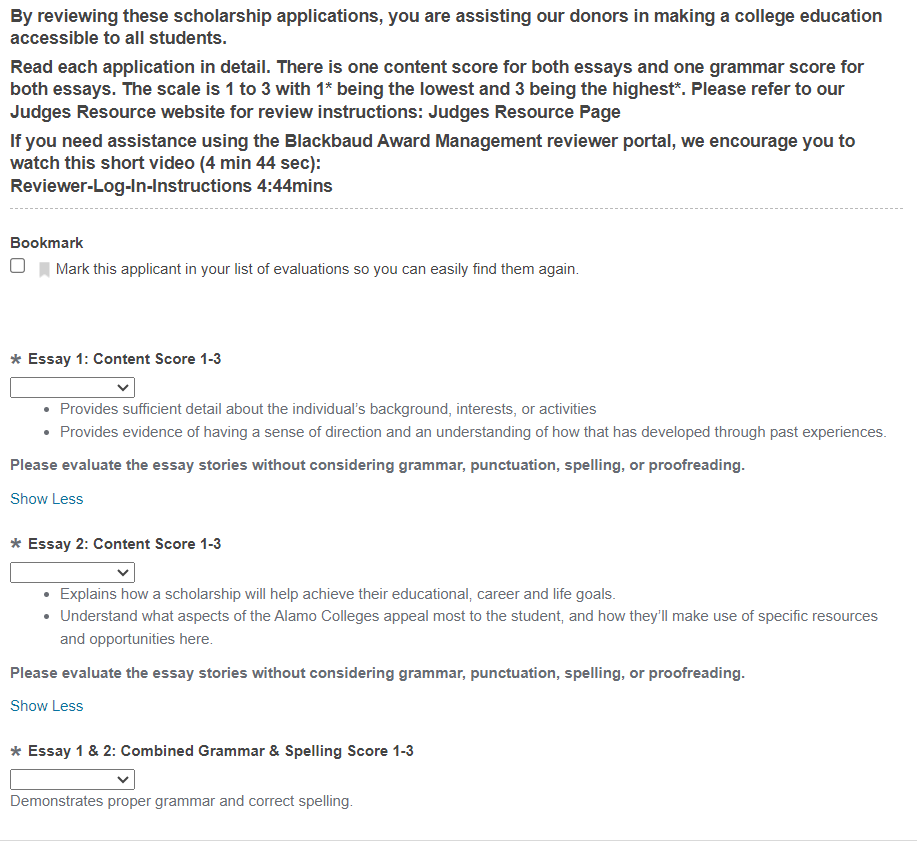 By reviewing these scholarship applications, you are assisting our donors in making a college education
accessible to all students.
Read each application in detail. There is one content score for both essays and one grammar score for
both essays. The scale is 1 to 3 with 1* being the lowest and 3 being the highest*. Please refer to our
Judges Resource website for review instructions: Judges Resource Page
If you need assistance using the Blackbaud Award Management reviewer portal, we encourage you to
watch this short video (4 min 44 sec):
Reviewer-Log-In-Instructions 4:44mins
Bookmark
Mark this applicant in your list of evaluations so you can easily find them again.
* Essay 1: Content Score 1-3
• Provides sufficient detail about the individual's background, interests, or activities
• Provides evidence of having a sense of direction and an understanding of how that has developed through past experiences.
Please evaluate the essay stories without considering grammar, punctuation, spelling, or proofreading.
Show Less
* Essay 2: Content Score 1-3
• Explains how a scholarship will help achieve their educational, career and life goals.
• Understand what aspects of the Alamo Colleges appeal most to the student, and how they'll make use of specific resources
and opportunities here.
Please evaluate the essay stories without considering grammar, punctuation, spelling, or proofreading.
Show Less
* Essay 1 & 2: Combined Grammar & Spelling Score 1-3
Demonstrates proper grammar and correct spelling.